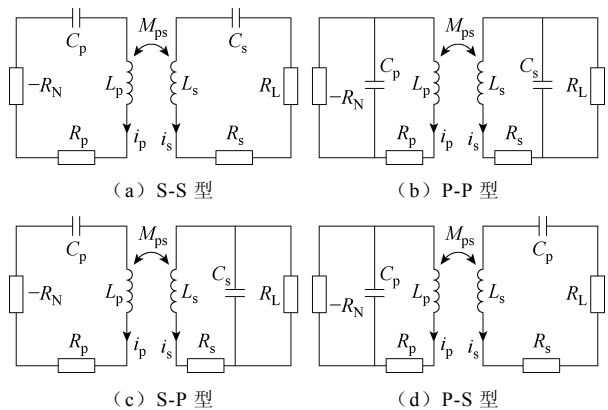 C_p M_ps C_s
−R_N L_p L_s R_L
R_p i_p i_s R_s
（a）S-S 型
M_ps
−R_N C_p L_p L_s C_s R_L
R_p i_p i_s R_s
（b）P-P 型
C_p M_ps
−R_N L_p L_s C_s R_L
R_p i_p i_s R_s
（c）S-P 型
M_ps C_p
−R_N C_p L_p L_s R_L
R_p i_p i_s R_s
（d）P-S 型